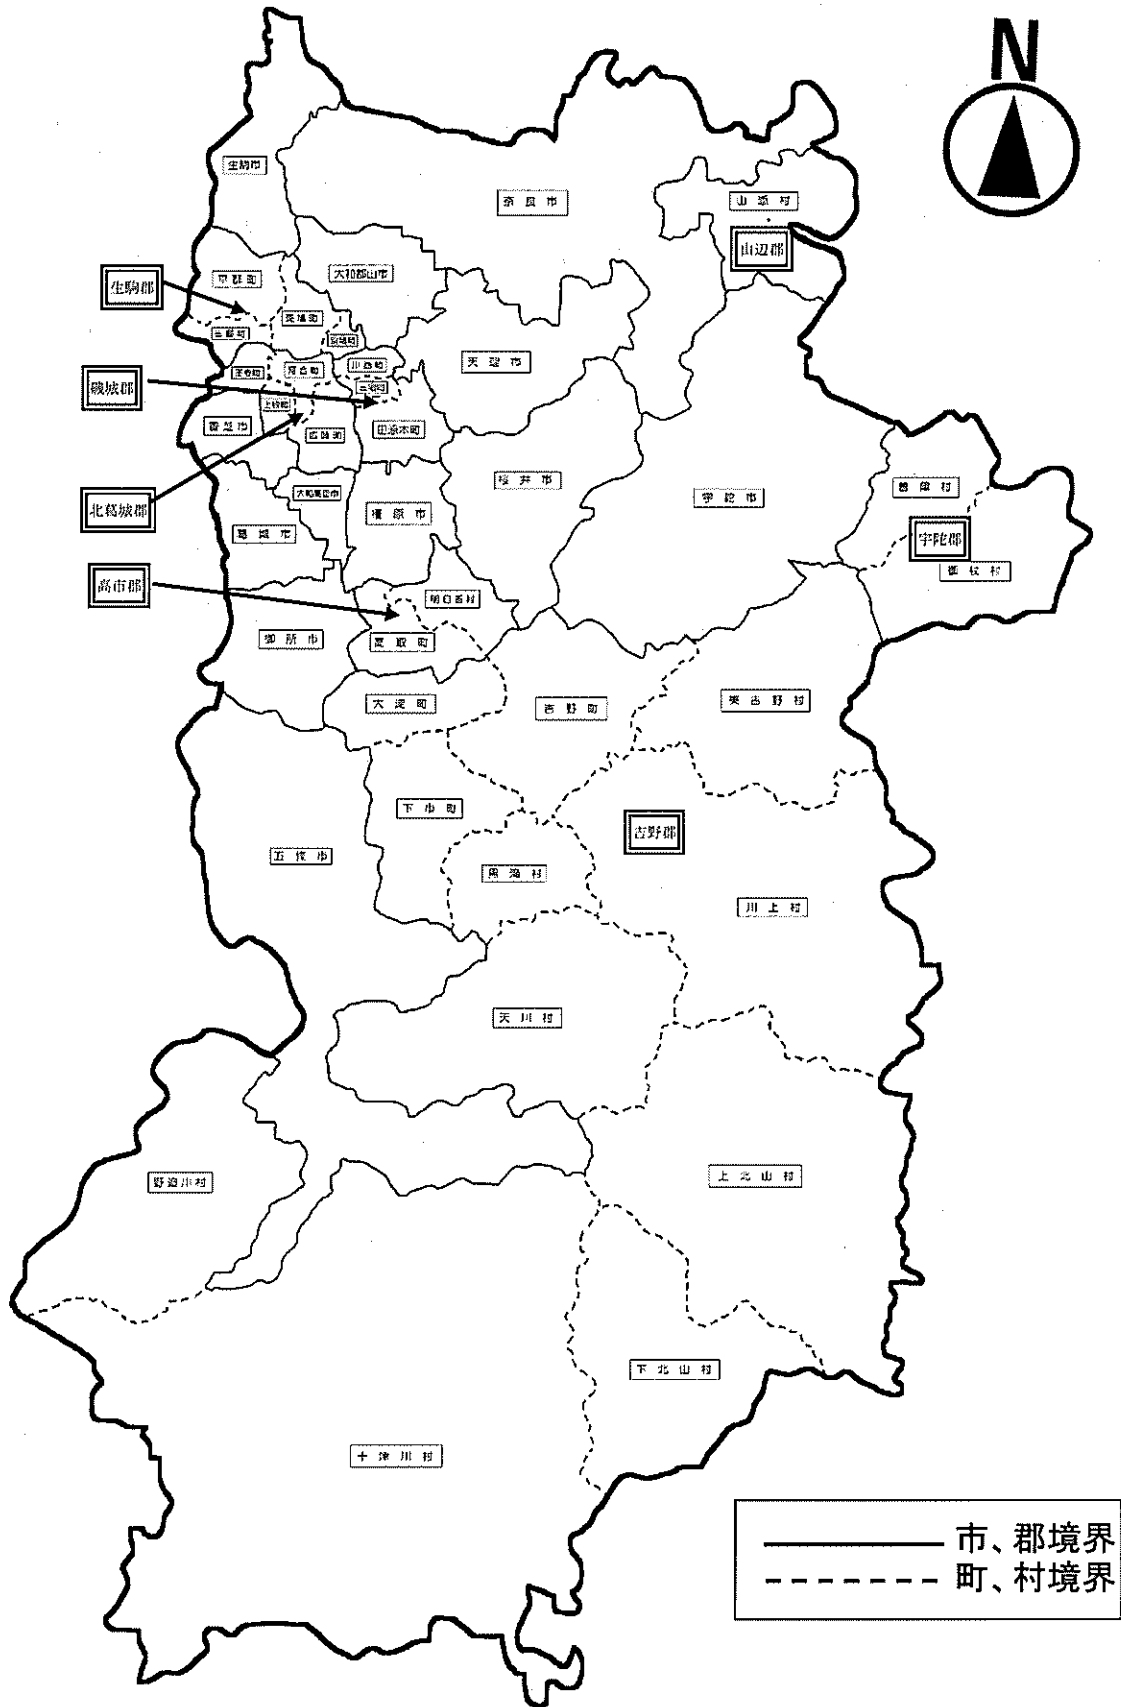 N
生駒市
奈良市
山添村
山辺郡
平群町
大和郡山市
生駒郡
斑鳩町
三郷町
安堵町
天理市
王寺町
河合町
川西町
磯城郡
三宅町
上牧町
香芝市
広陵町
田原本町
桜井市
宇陀市
曽爾村
大和高田市
北葛城郡
橿原市
葛城市
宇陀郡
御杖村
高市郡
明日香村
御所市
高取町
大淀町
吉野町
東吉野村
下市町
吉野郡
五條市
黒滝村
川上村
天川村
野迫川村
上北山村
下北山村
十津川村
市、郡境界
町、村境界